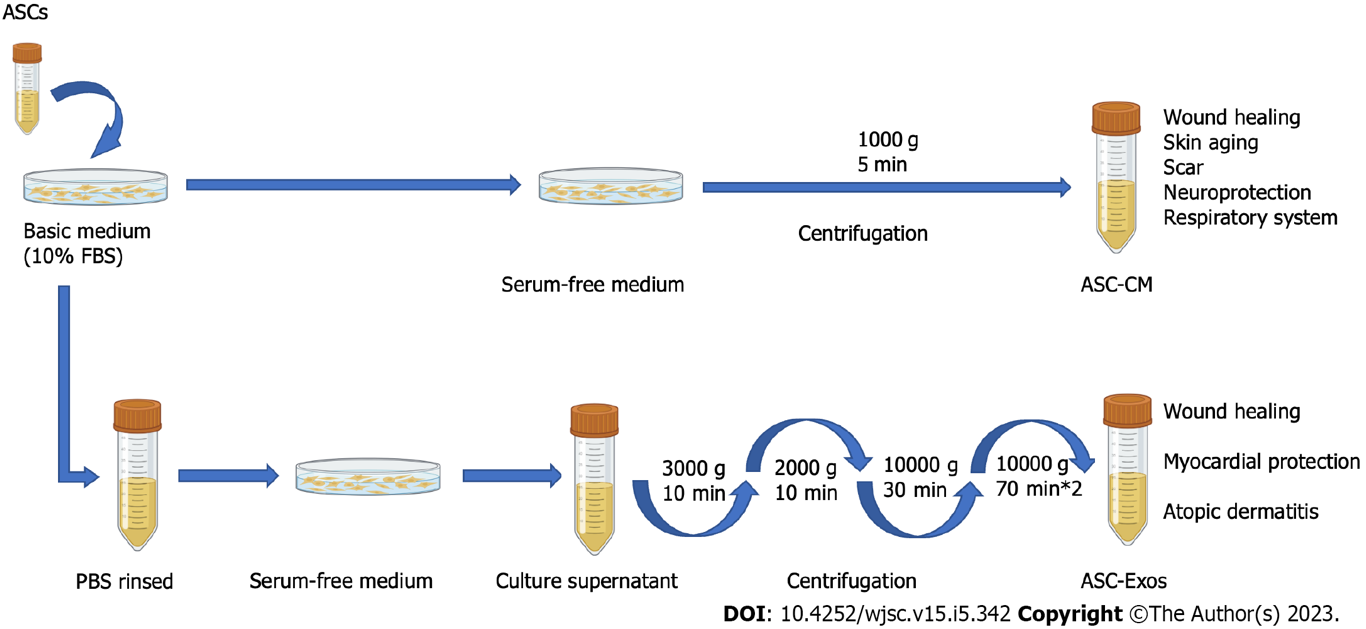 ASCs
Basic medium
(10% FBS)
Serum-free medium
1000 g
5 min
Centrifugation
ASC-CM
Wound healing
Skin aging
Scar
Neuroprotection
Respiratory system
PBS rinsed
Serum-free medium
Culture supernatant
3000 g
10 min
2000 g
10 min
10000 g
30 min
10000 g
70 min*2
Centrifugation
ASC-Exos
Wound healing
Myocardial protection
Atopic dermatitis
DOI: 10.4252/wjsc.v15.i5.342 Copyright ©The Author(s) 2023.